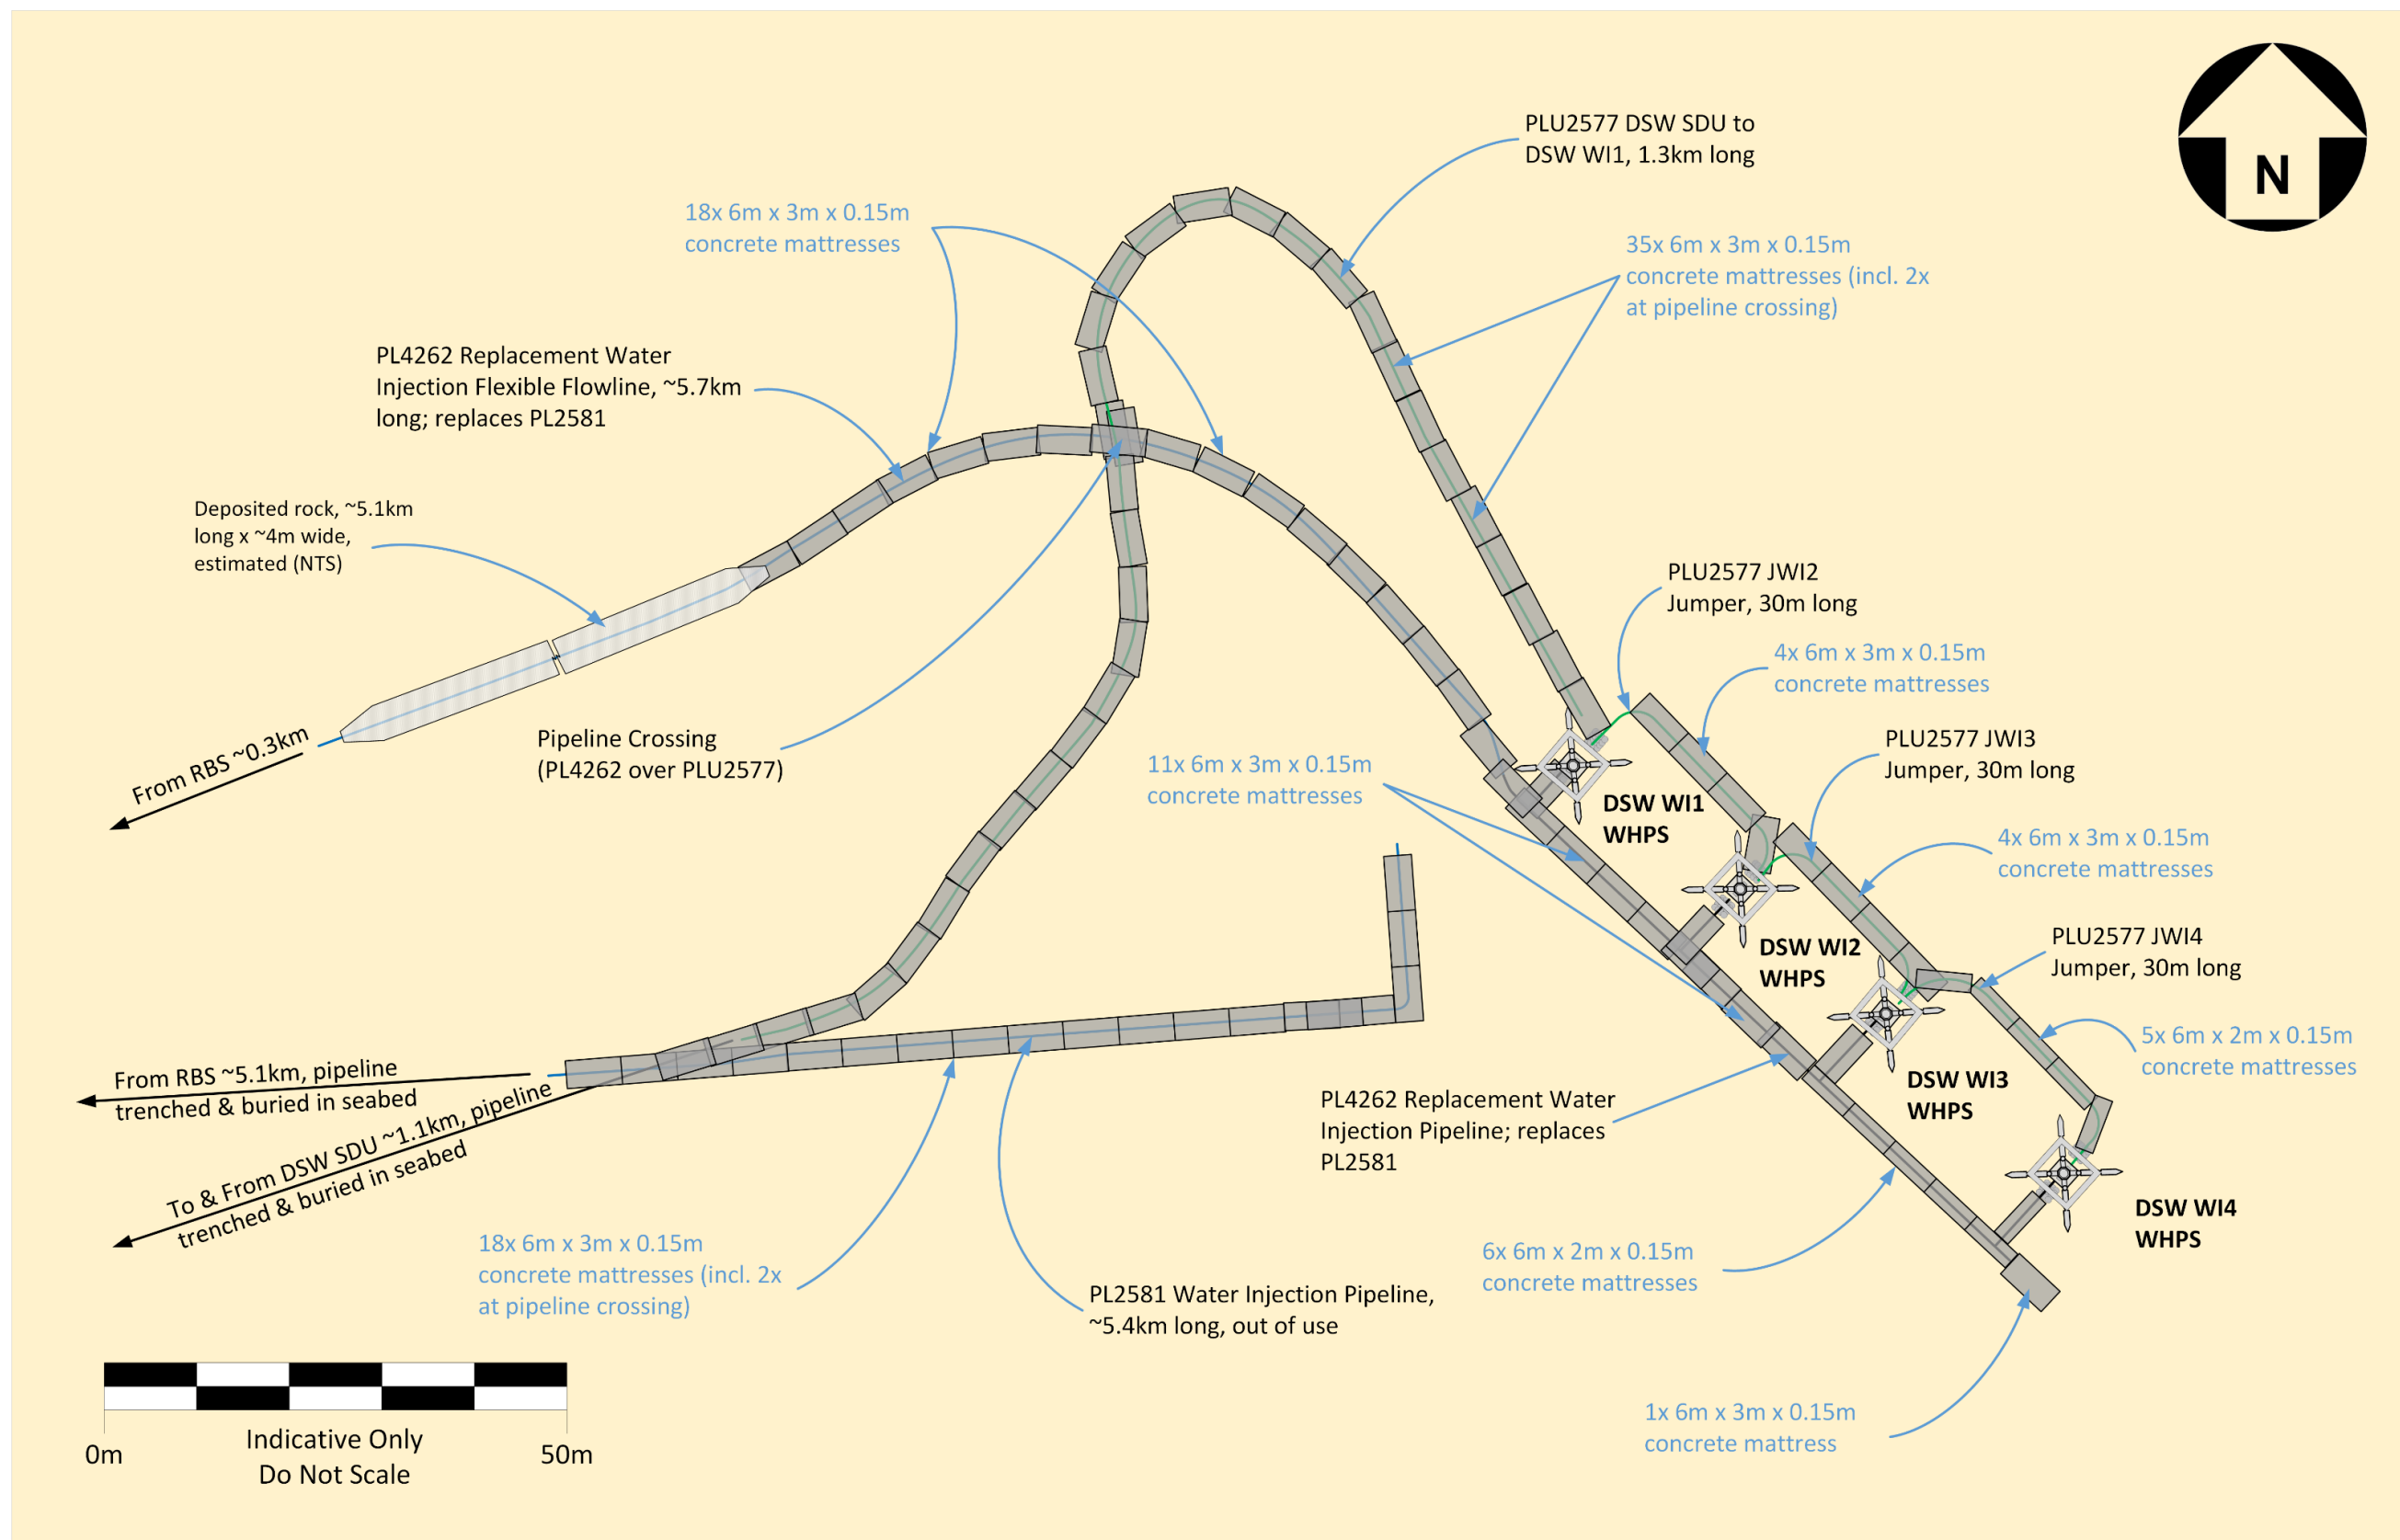 PLU2577 DSW SDU to
DSW WI1, 1.3km long
N
18x 6m x 3m x 0.15m
concrete mattresses
35x 6m x 3m x 0.15m
concrete mattresses (incl. 2x
at pipeline crossing)
PL4262 Replacement Water
Injection Flexible Flowline, ~5.7km
long; replaces PL2581
Deposited rock, ~5.1km
long x ~4m wide,
estimated (NTS)
PLU2577 JWI2
Jumper, 30m long
4x 6m x 3m x 0.15m
concrete mattresses
From RBS ~0.3km
Pipeline Crossing
(PL4262 over PLU2577)
11x 6m x 3m x 0.15m
concrete mattresses
PLU2577 JWI3
Jumper, 30m long
DSW WI1
WHPS
4x 6m x 3m x 0.15m
concrete mattresses
DSW WI2
WHPS
PLU2577 JWI4
Jumper, 30m long
5x 6m x 2m x 0.15m
concrete mattresses
From RBS ~5.1km, pipeline
trenched & buried in seabed
To & From DSW SDU ~1.1km, pipeline
trenched & buried in seabed
PL4262 Replacement Water
Injection Pipeline; replaces
PL2581
DSW WI3
WHPS
DSW WI4
WHPS
18x 6m x 3m x 0.15m
concrete mattresses (incl. 2x
at pipeline crossing)
PL2581 Water Injection Pipeline,
~5.4km long, out of use
6x 6m x 2m x 0.15m
concrete mattresses
1x 6m x 3m x 0.15m
concrete mattress
0m
Indicative Only
Do Not Scale
50m